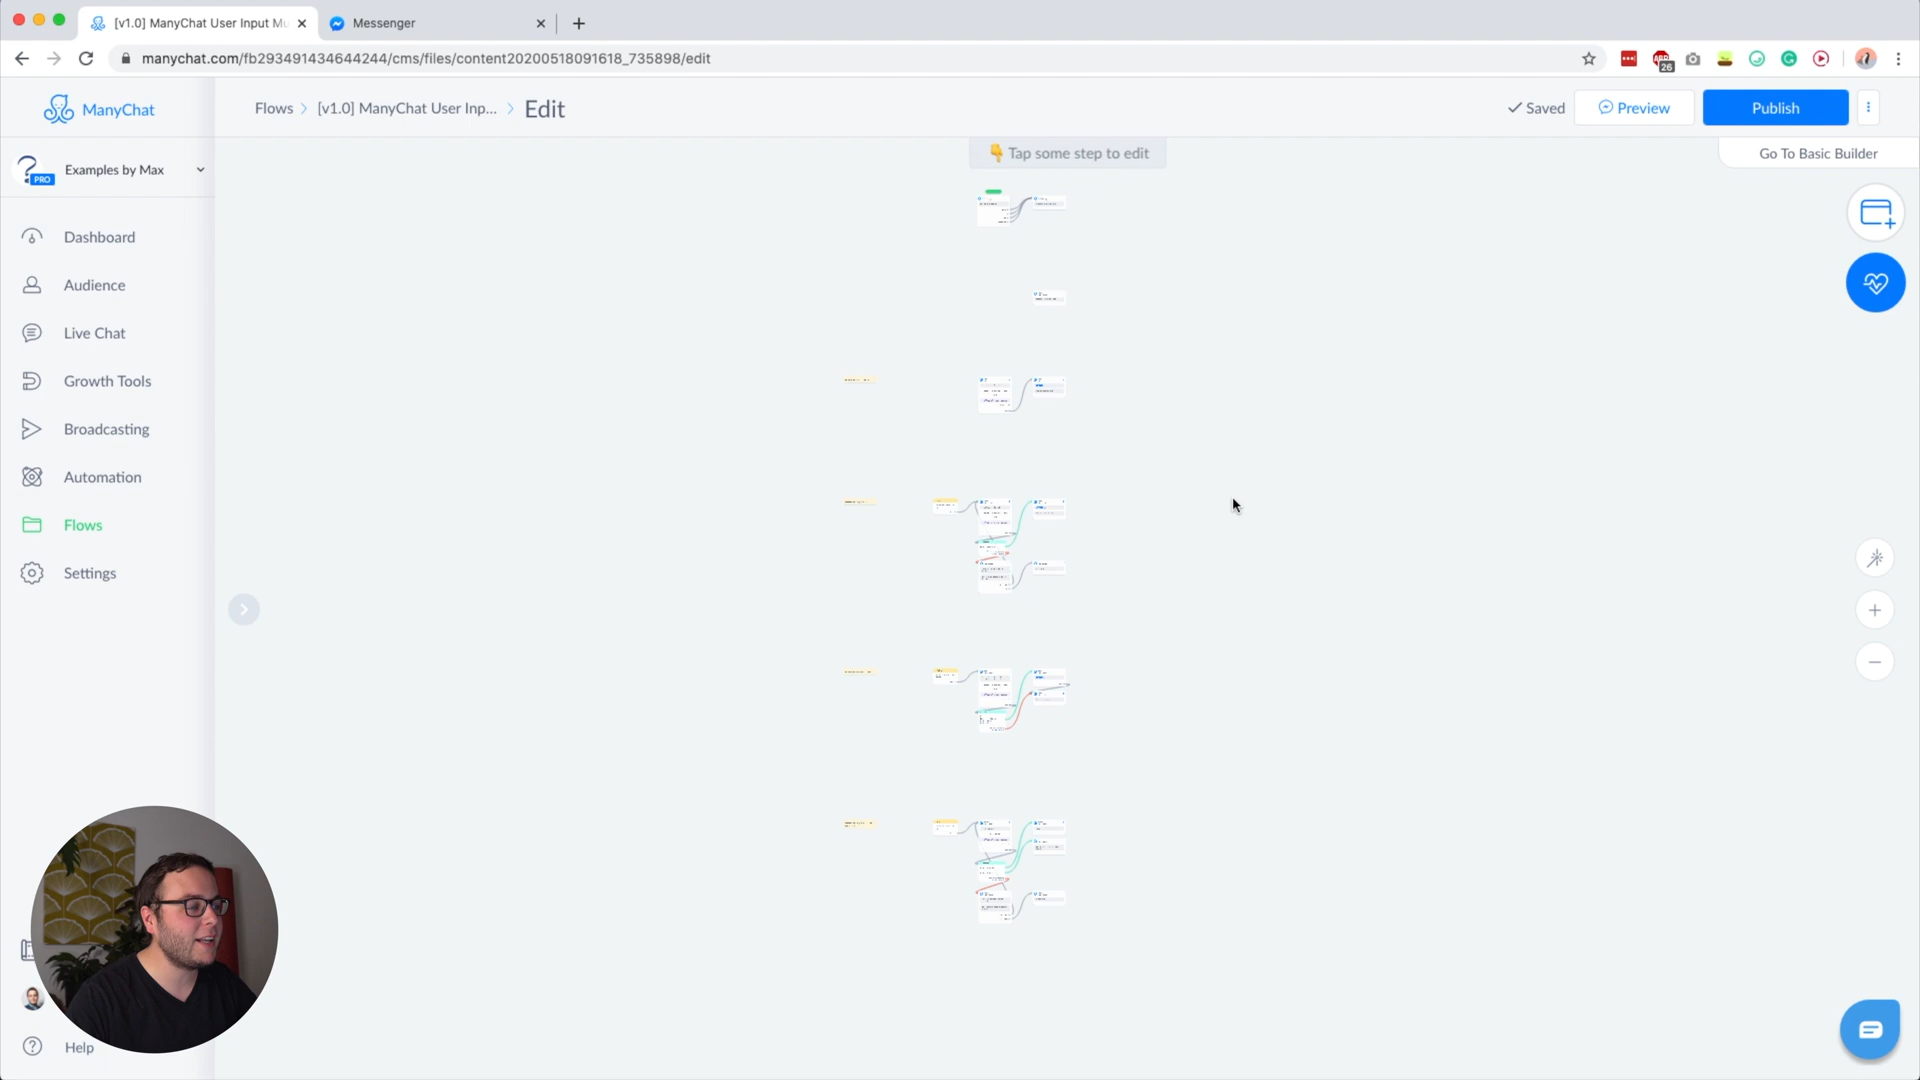 [v1.0] ManyChat User Input Mu
Messenger
manychat.com/fb293491434644244/cms/files/content20200518091618_735898/edit
26
ManyChat
Flows
[v1.0] ManyChat User Inp...
Edit
Saved
Preview
Publish
Examples by Max
PRO
Tap some step to edit
Go To Basic Builder
Dashboard
Audience
Live Chat
Growth Tools
Broadcasting
Automation
Flows
Settings
Help